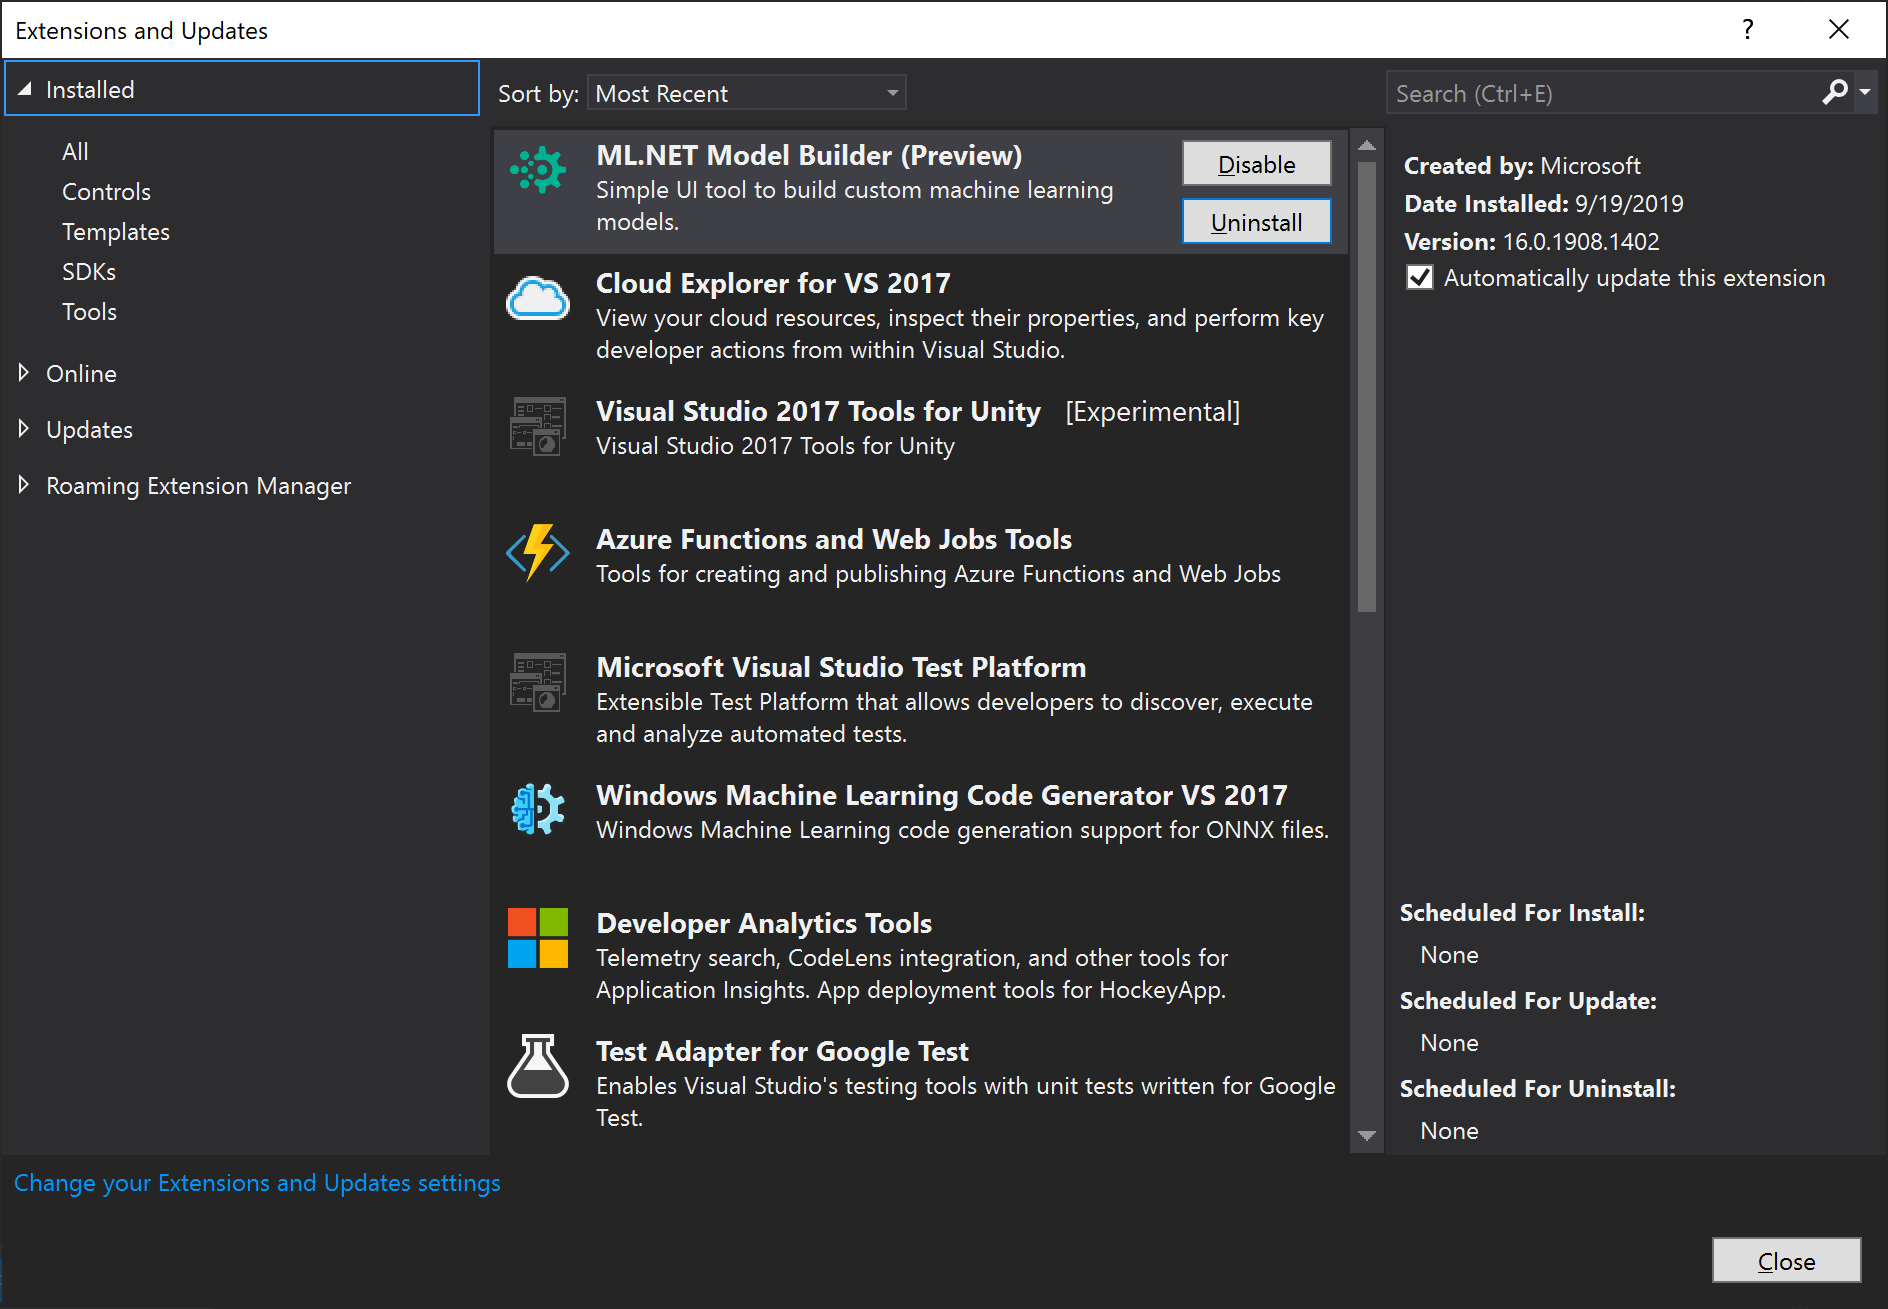 Extensions and Updates
?
Installed
All
Controls
Templates
SDKs
Tools
Online
Updates
Roaming Extension Manager
Sort by: Most Recent
ML.NET Model Builder (Preview)
Simple UI tool to build custom machine learning
models.
Disable
Uninstall
Cloud Explorer for VS 2017
View your cloud resources, inspect their properties, and perform key
developer actions from within Visual Studio.
Visual Studio 2017 Tools for Unity [Experimental]
Visual Studio 2017 Tools for Unity
Azure Functions and Web Jobs Tools
Tools for creating and publishing Azure Functions and Web Jobs
Microsoft Visual Studio Test Platform
Extensible Test Platform that allows developers to discover, execute
and analyze automated tests.
Windows Machine Learning Code Generator VS 2017
Windows Machine Learning code generation support for ONNX files.
Developer Analytics Tools
Telemetry search, CodeLens integration, and other tools for
Application Insights. App deployment tools for HockeyApp.
Test Adapter for Google Test
Enables Visual Studio's testing tools with unit tests written for Google
Test.
Search (Ctrl+E)
Created by: Microsoft
Date Installed: 9/19/2019
Version: 16.0.1908.1402
Automatically update this extension
Scheduled For Install:
None
Scheduled For Update:
None
Scheduled For Uninstall:
None
Change your Extensions and Updates settings
Close